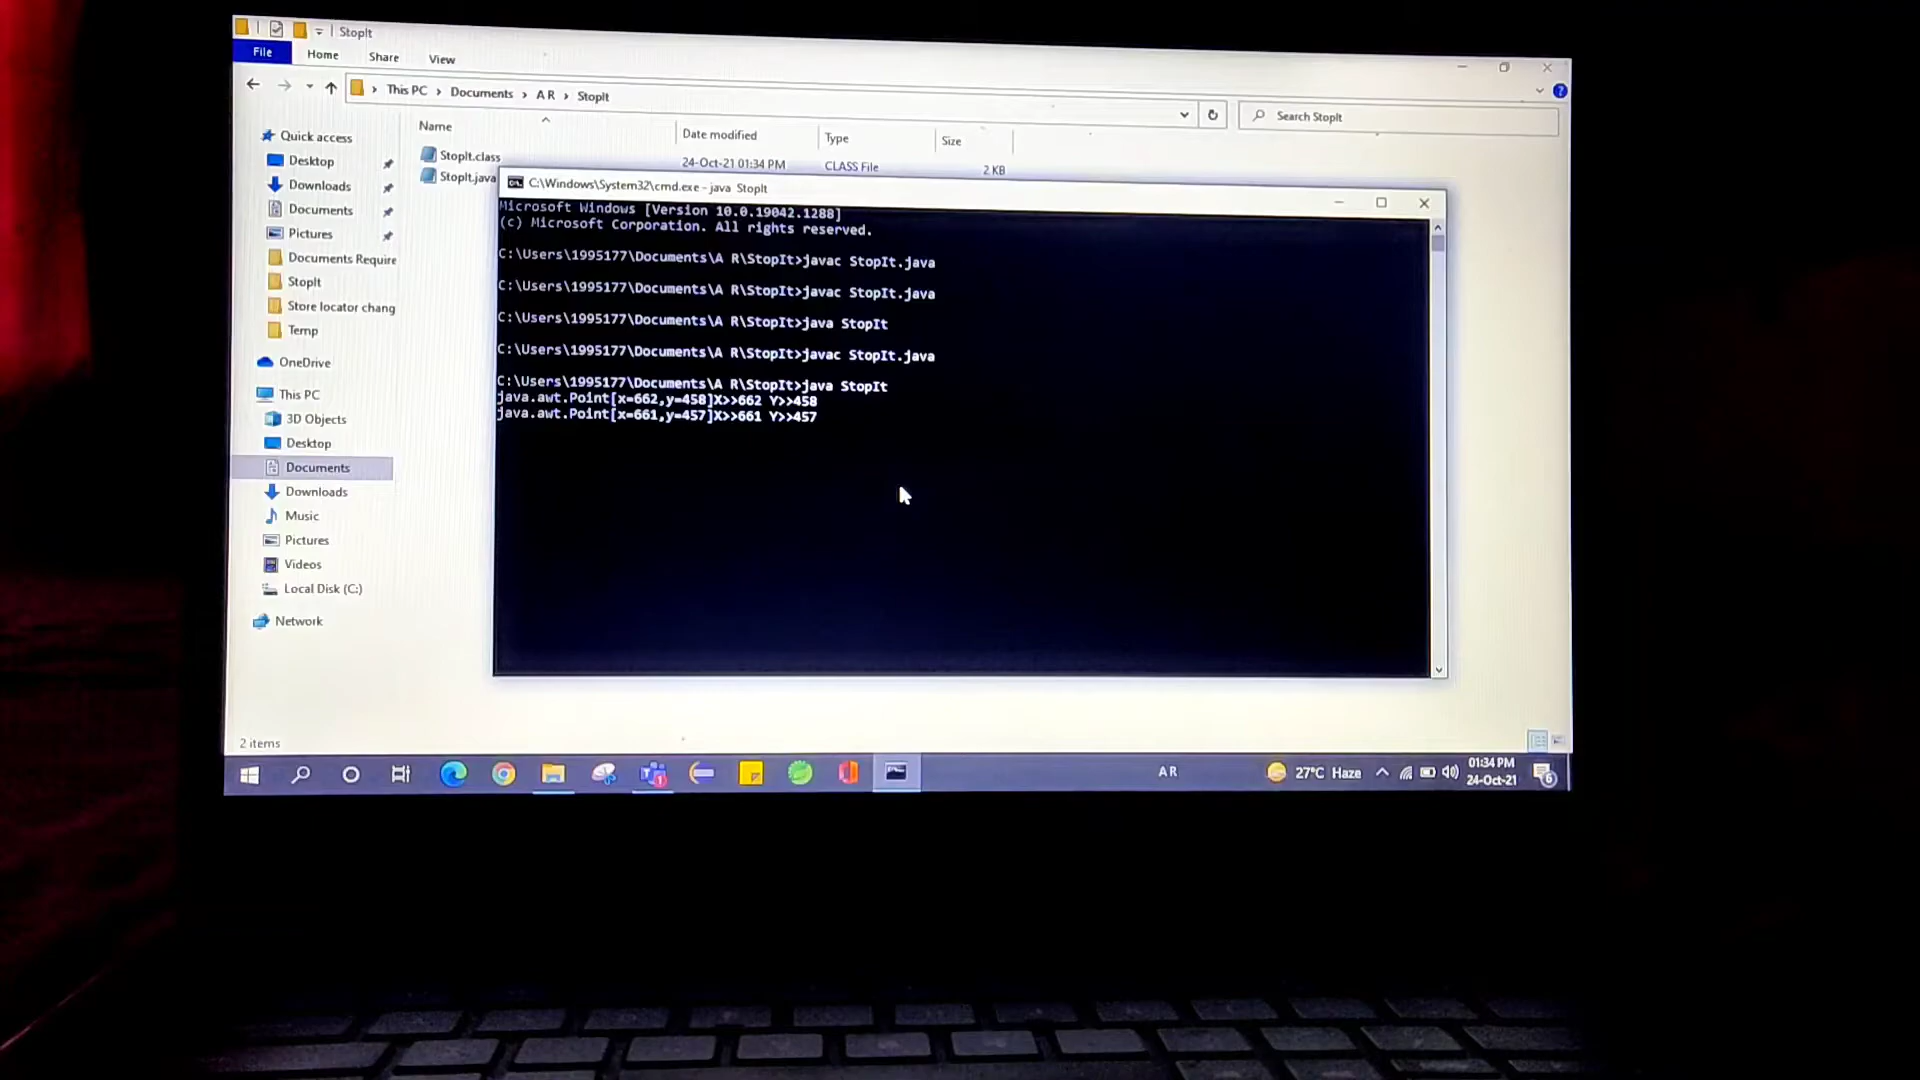 StopIt
File Home Share View
This PC > Documents > A R > StopIt
Search StopIt
Name Date modified Type Size
StopIt.class 24-Oct-21 01:34 PM CLASS File 2 KB
StopIt.java
Quick access
Desktop
Downloads
Documents
Pictures
Documents Require
StopIt
Store locator chang
Temp
OneDrive
This PC
3D Objects
Desktop
Documents
Downloads
Music
Pictures
Videos
Local Disk (C:)
Network
2 items
C:\Windows\System32\cmd.exe - java StopIt
Microsoft Windows [Version 10.0.19042.1288]
(c) Microsoft Corporation. All rights reserved.
C:\Users\1995177\Documents\A R\StopIt>javac StopIt.java
C:\Users\1995177\Documents\A R\StopIt>javac StopIt.java
C:\Users\1995177\Documents\A R\StopIt>java StopIt
C:\Users\1995177\Documents\A R\StopIt>javac StopIt.java
C:\Users\1995177\Documents\A R\StopIt>java StopIt
java.awt.Point[x=662,y=458]X>>662 Y>>458
java.awt.Point[x=661,y=457]X>>661 Y>>457
A R
27°C Haze
01:34 PM
24-Oct-21
6